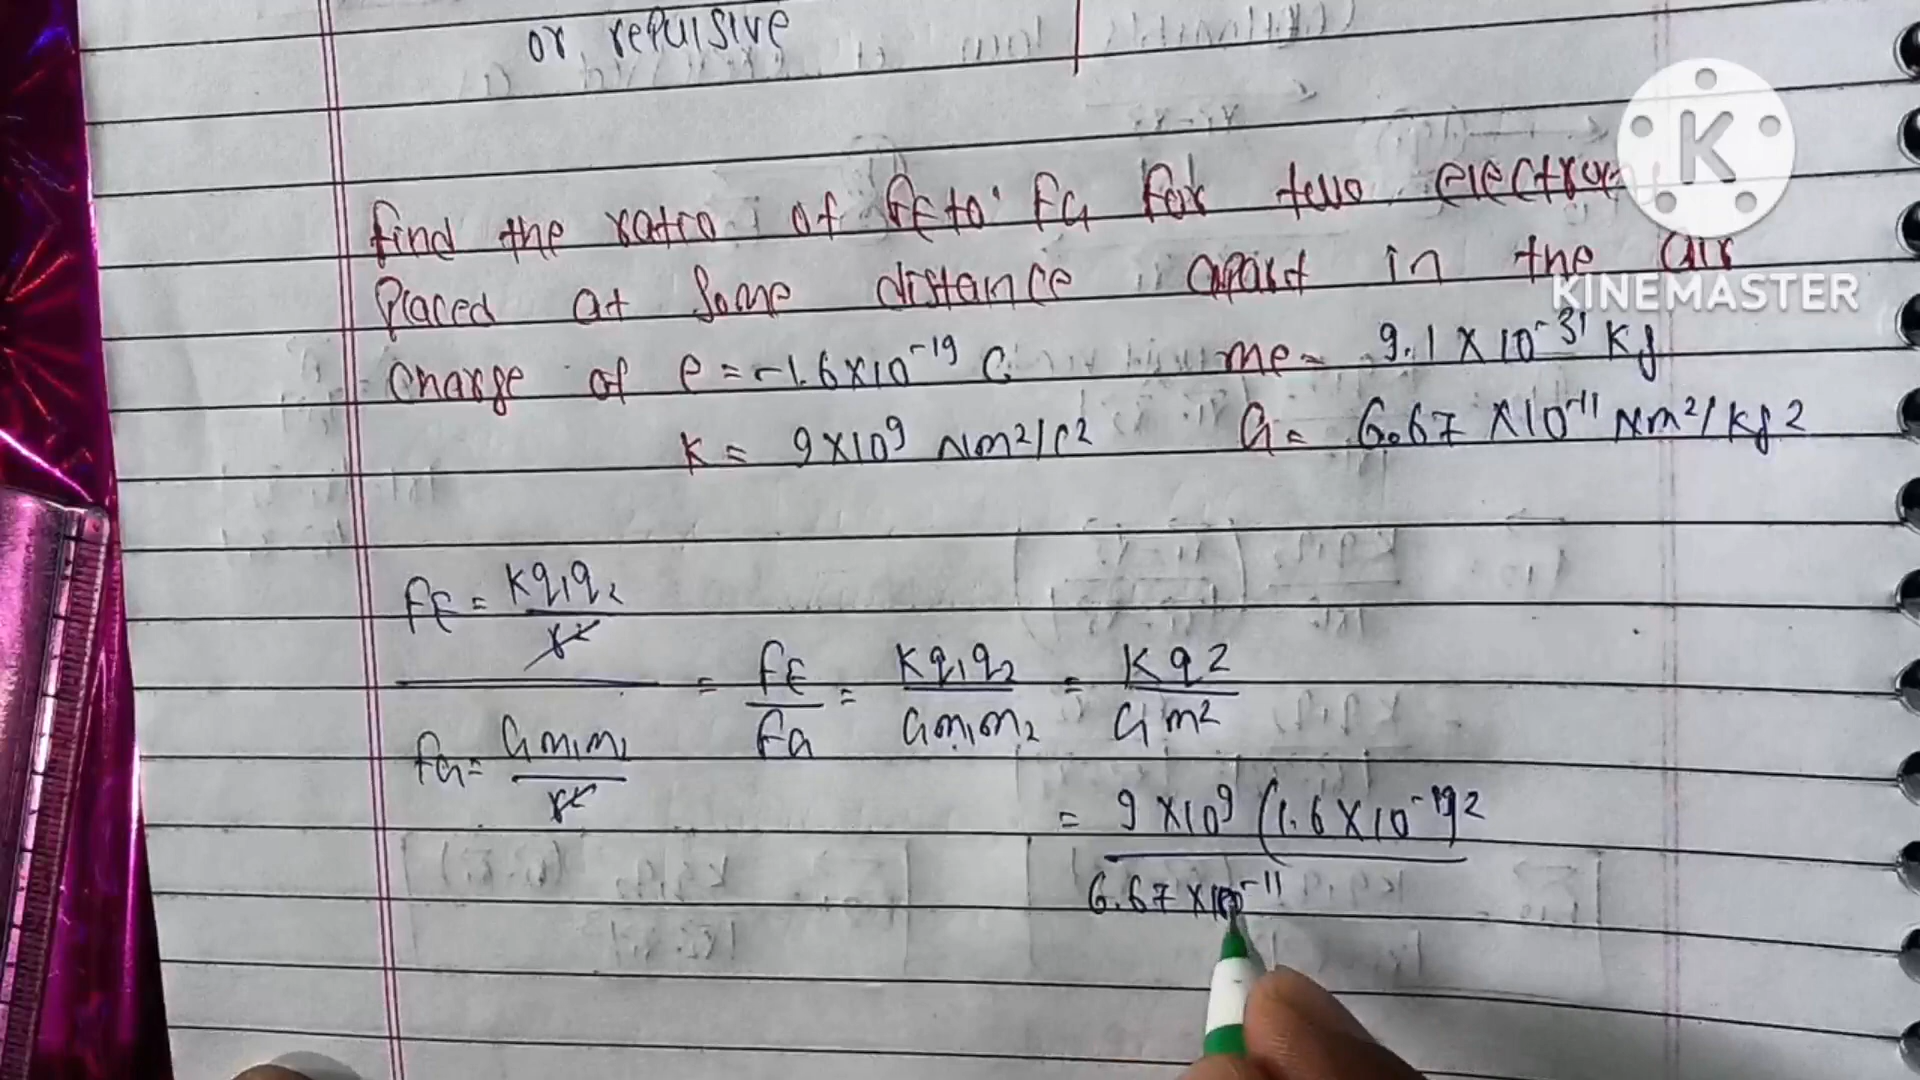 or repulsive
find the ratio of FE to FG for two electrons
placed at some distance apart in the air
KINEMASTER
charge of e = -1.6×10⁻¹⁹ C me = 9.1×10⁻³¹ Kg
K = 9×10⁹ Nm²/C² G = 6.67×10⁻¹¹ Nm²/Kg²
FE = Kq₁q₂/r²
= FE/FG = Kq₁q₂/Gm₁m₂ = Kq2/Gm²
FG = Gm₁m₂/r²
= 9×10⁹ (1.6×10⁻¹⁹2
6.67×10⁻¹¹